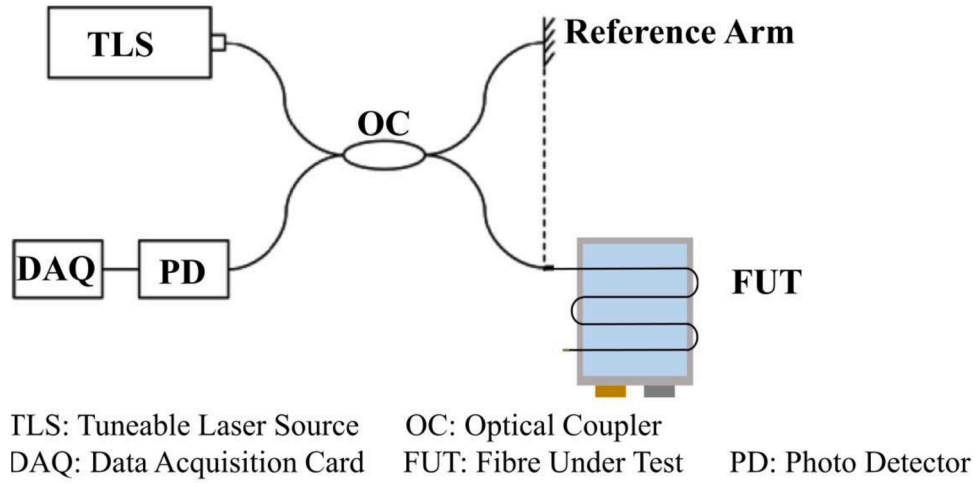 TLS
Reference Arm
OC
DAQ
PD
FUT
TLS: Tuneable Laser Source OC: Optical Coupler
DAQ: Data Acquisition Card FUT: Fibre Under Test PD: Photo Detector